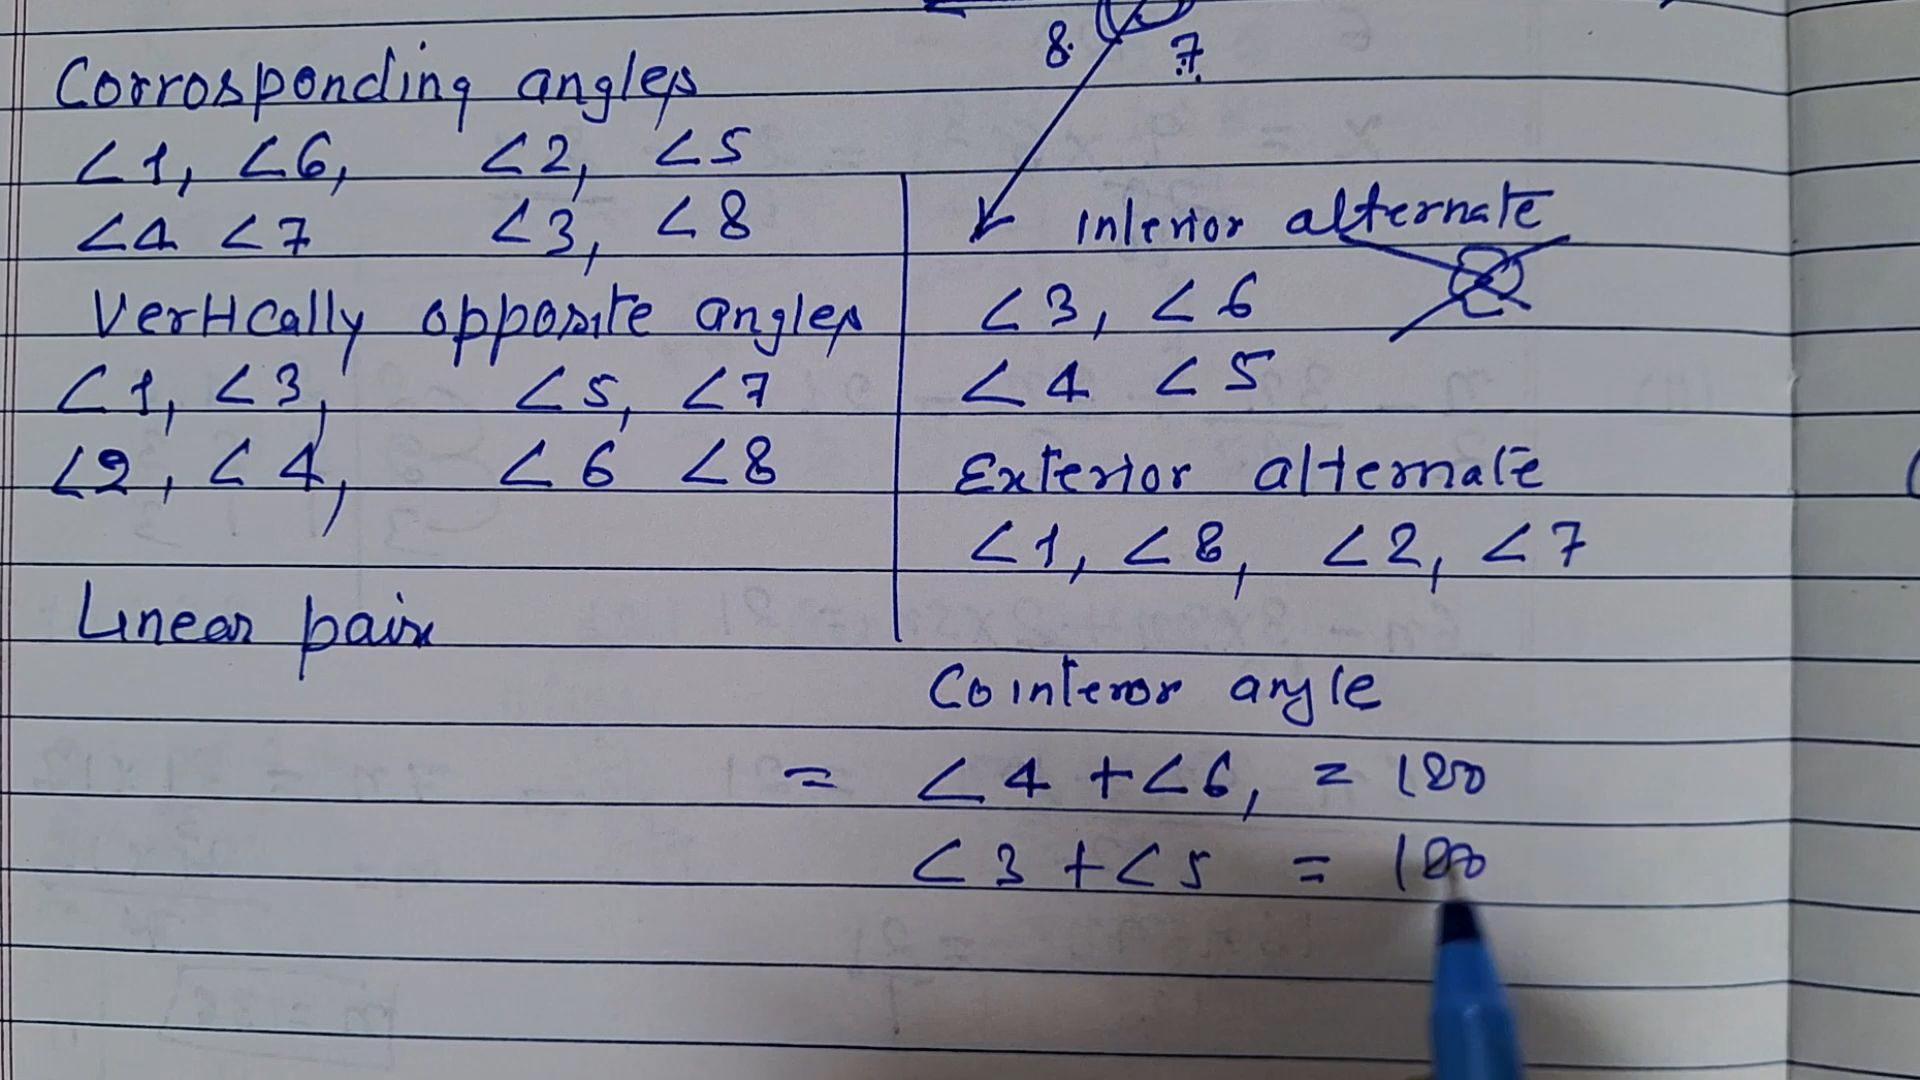 8. 7
Corrosponding angles
∠1, ∠6, ∠2, ∠5
∠4 ∠7 ∠3, ∠8
Vertically opposite angles
∠1, ∠3, ∠5, ∠7
∠2, ∠4, ∠6 ∠8
Linear pair
Interior alternate
∠3, ∠6
∠4 ∠5
Exterior alternate
∠1, ∠8, ∠2, ∠7
Cointeror angle
= ∠4 + ∠6, = 180
∠3 + ∠5 = 180